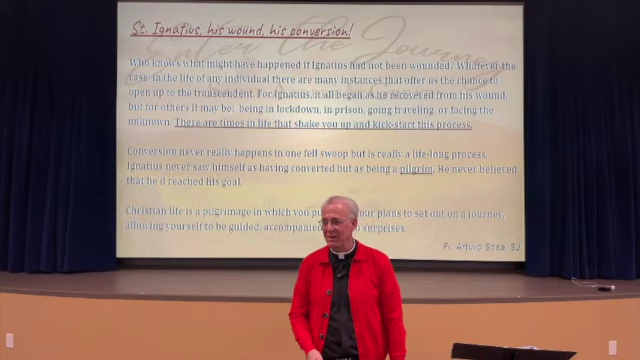 St. Ignatius, his wound, his conversion!
Enter the Journey
Who knows what might have happened if Ignatius had not been wounded? Whatever the
case, in the life of any individual there are many instances that offer us the chance to
open up to the transcendent. For Ignatius, it all began as he recovered from his wound,
but for others it may be: being in lockdown, in prison, going traveling, or facing the
unknown. There are times in life that shake you up and kick-start this process.
Conversion never really happens in one fell swoop but is really a life-long process.
Ignatius never saw himself as having converted but as being a pilgrim. He never believed
that he'd reached his goal.
Christian life is a pilgrimage in which you your plans to set out on a journey,
allowing yourself to be guided, accompanied surprises.
Fr. Arturo Sosa, SJ